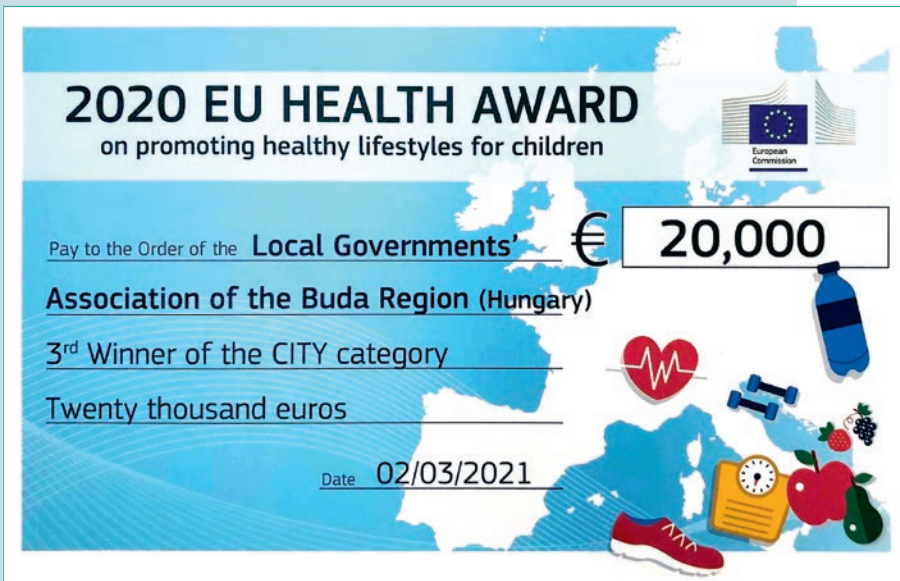 2020 EU HEALTH AWARD
on promoting healthy lifestyles for children
European
Commission
Pay to the Order of the Local Governments' € 20,000
Association of the Buda Region (Hungary)
3rd Winner of the CITY category
Twenty thousand euros
Date 02/03/2021